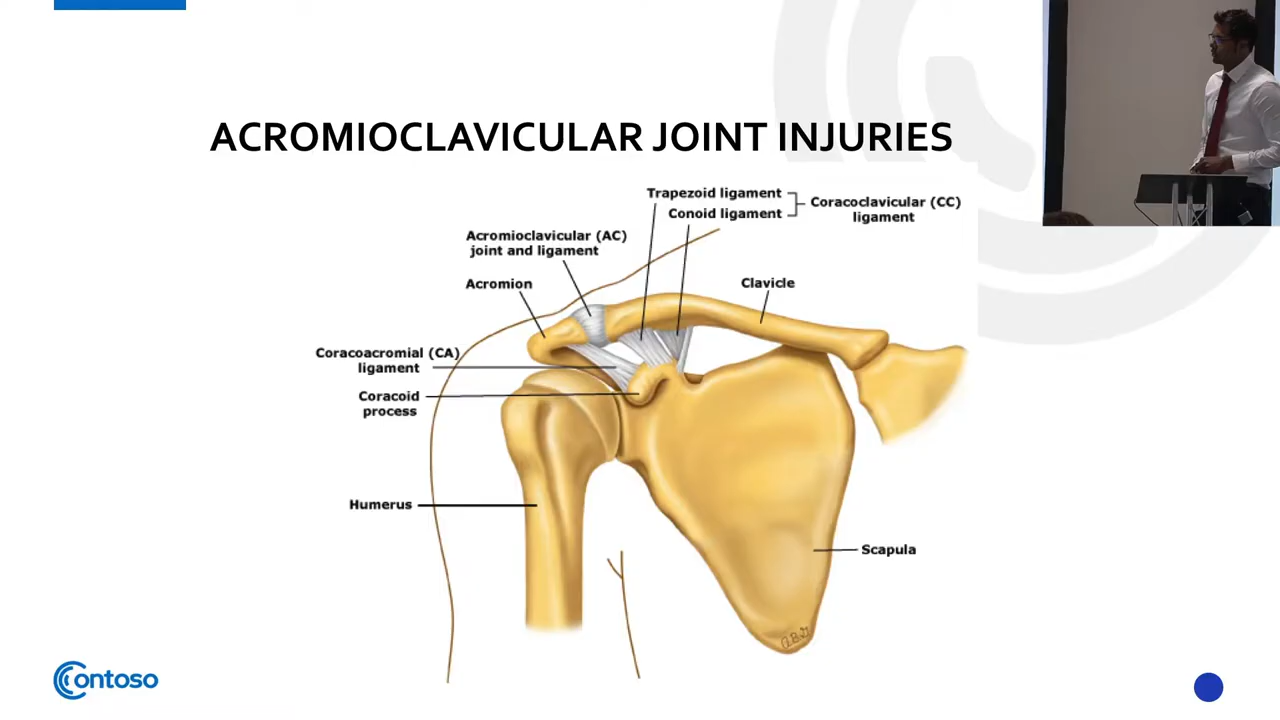 ACROMIOCLAVICULAR JOINT INJURIES
Trapezoid ligament
Conoid ligament
Coracoclavicular (CC)
ligament
Acromioclavicular (AC)
joint and ligament
Acromion
Clavicle
Coracoacromial (CA)
ligament
Coracoid
process
Humerus
Scapula
Contoso